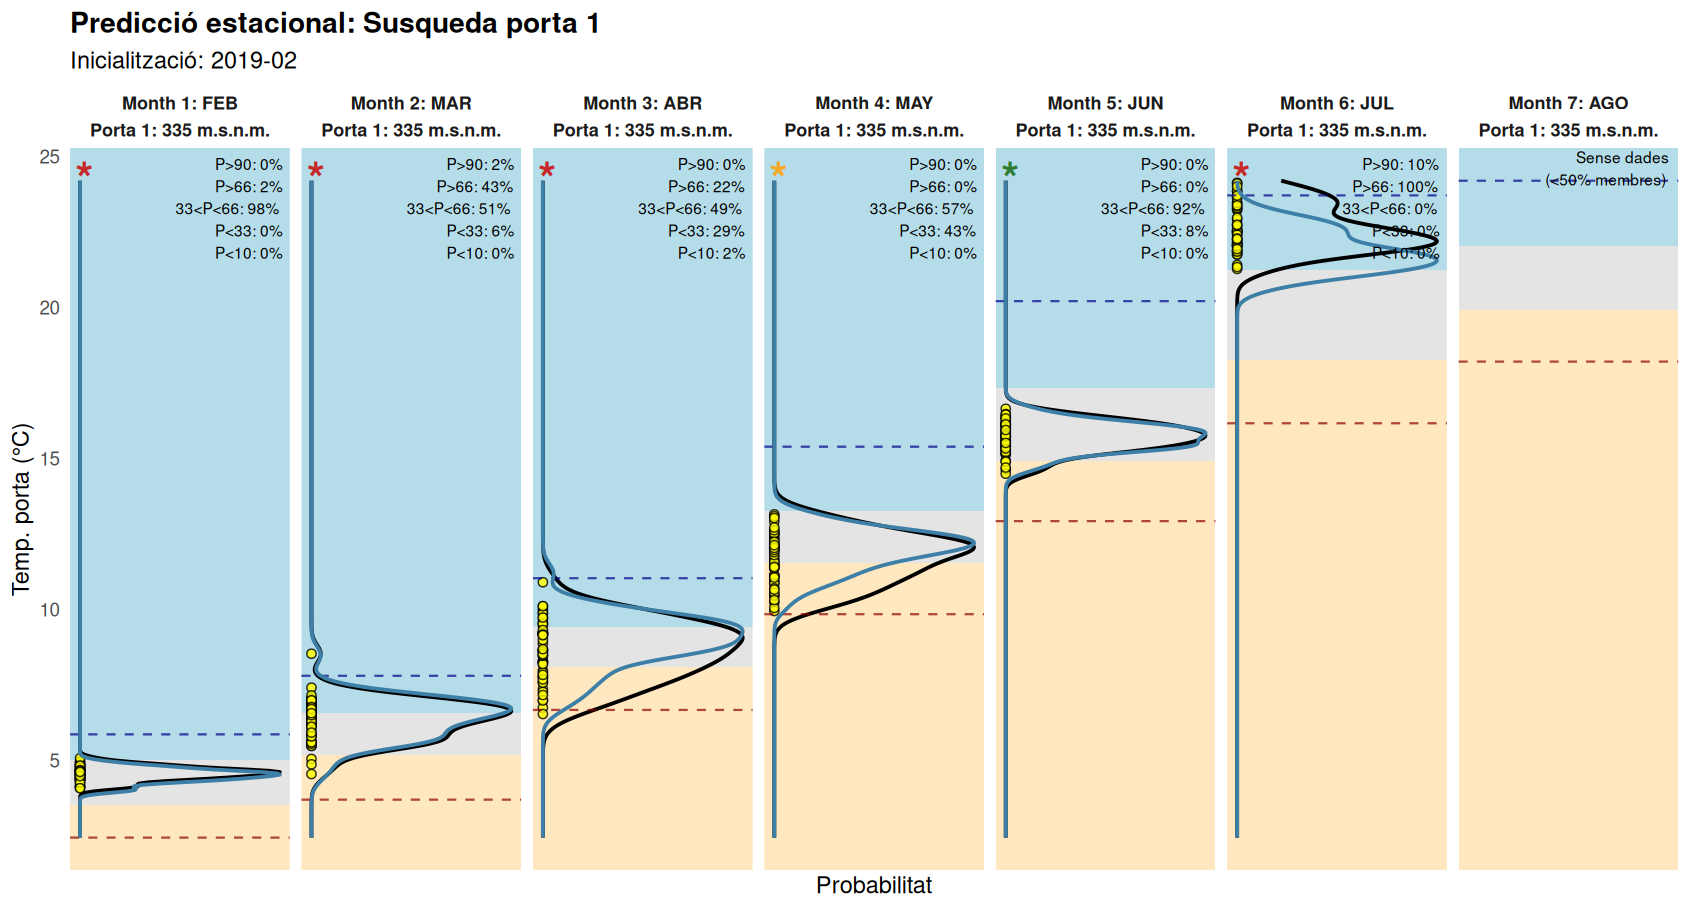 Predicció estacional: Susqueda porta 1
Inicialització: 2019-02
Month 1: FEB
Porta 1: 335 m.s.n.m.
Month 2: MAR
Porta 1: 335 m.s.n.m.
Month 3: ABR
Porta 1: 335 m.s.n.m.
Month 4: MAY
Porta 1: 335 m.s.n.m.
Month 5: JUN
Porta 1: 335 m.s.n.m.
Month 6: JUL
Porta 1: 335 m.s.n.m.
Month 7: AGO
Porta 1: 335 m.s.n.m.
Temp. porta (°C)
25
20
15
10
5
*
P>90: 0%
P>66: 2%
33<P<66: 98%
P<33: 0%
P<10: 0%
*
P>90: 2%
P>66: 43%
33<P<66: 51%
P<33: 6%
P<10: 0%
*
P>90: 0%
P>66: 22%
33<P<66: 49%
P<33: 29%
P<10: 2%
*
P>90: 0%
P>66: 0%
33<P<66: 57%
P<33: 43%
P<10: 0%
*
P>90: 0%
P>66: 0%
33<P<66: 92%
P<33: 8%
P<10: 0%
*
P>90: 10%
P>66: 100%
33<P<66: 0%
P<33: 0%
P<10: 0%
Sense dades
(<50% membres)
Probabilitat